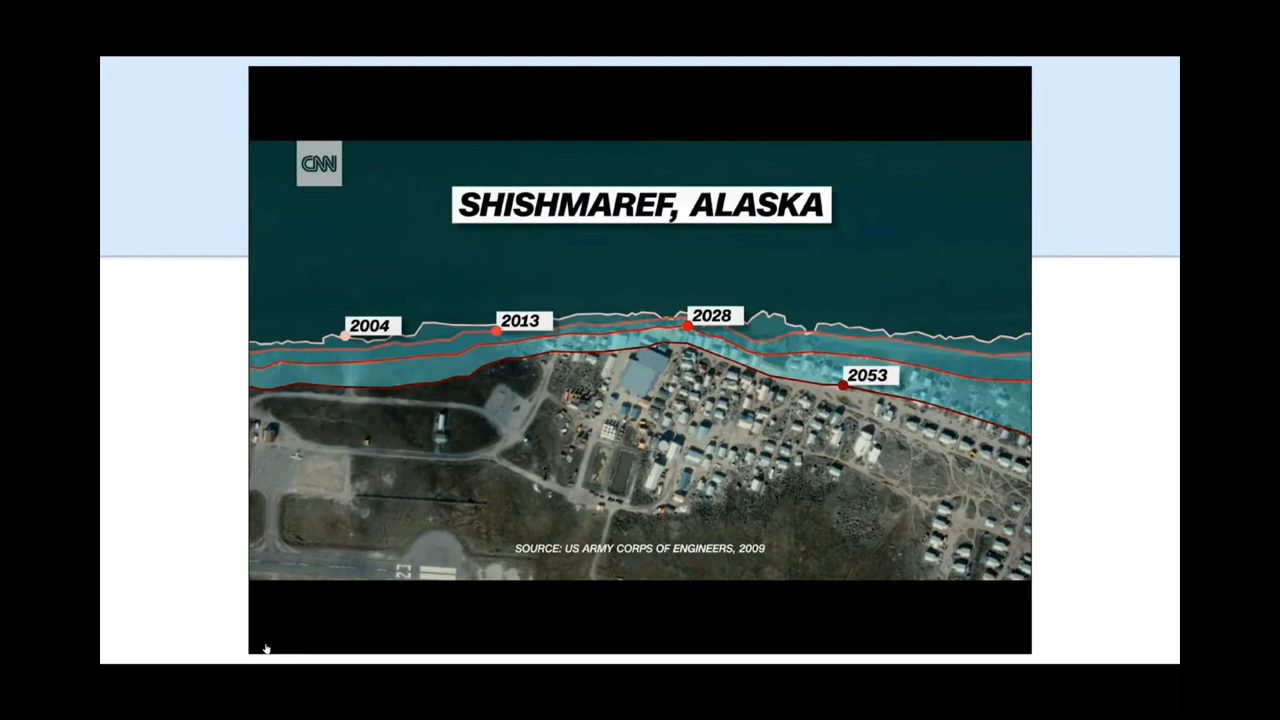 CNN
SHISHMAREF, ALASKA
2004
2013
2028
2053
SOURCE: US ARMY CORPS OF ENGINEERS, 2009